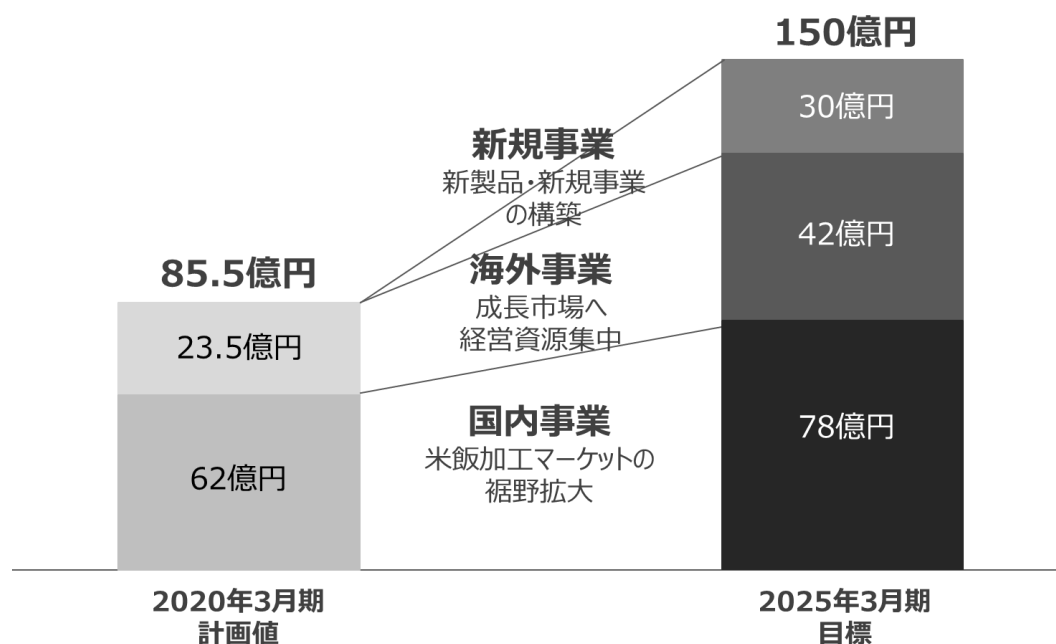 150億円
30億円
新規事業
新製品・新規事業
の構築
42億円
85.5億円
海外事業
成長市場へ
経営資源集中
23.5億円
国内事業
米飯加工マーケットの
裾野拡大
78億円
62億円
2020年3月期
計画値
2025年3月期
目標